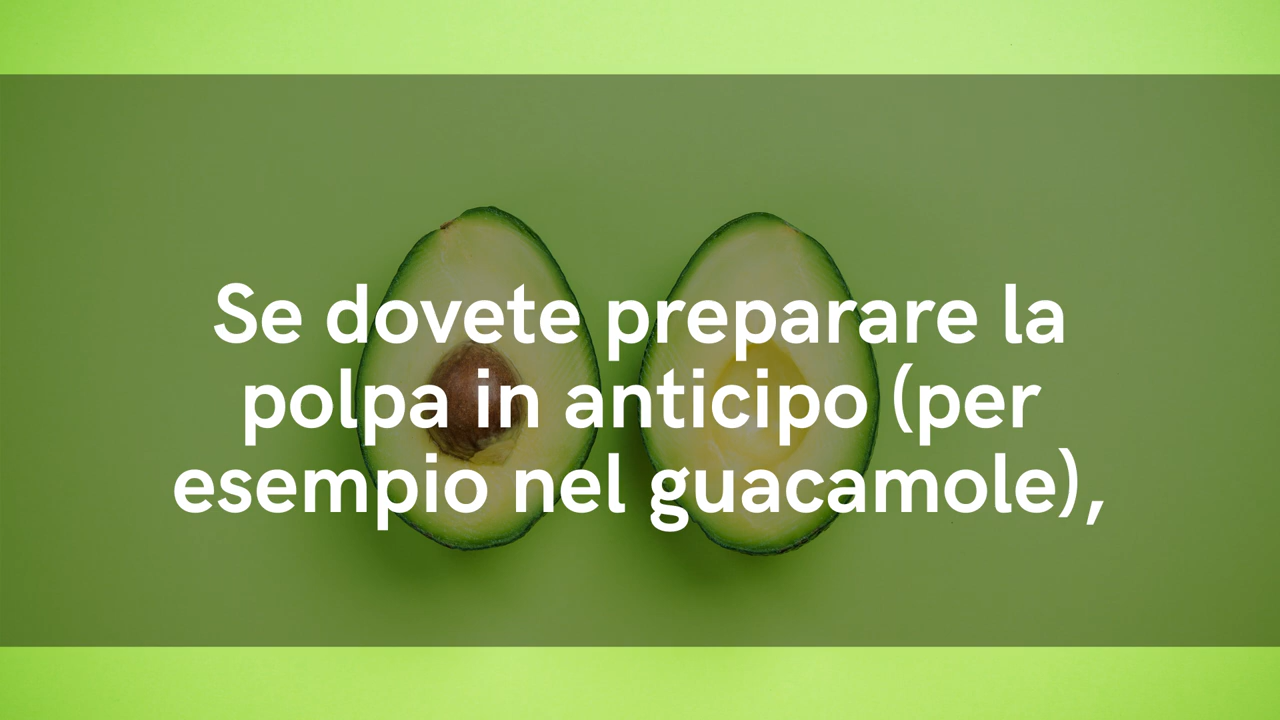 Se dovete preparare la
polpa in anticipo (per
esempio nel guacamole),